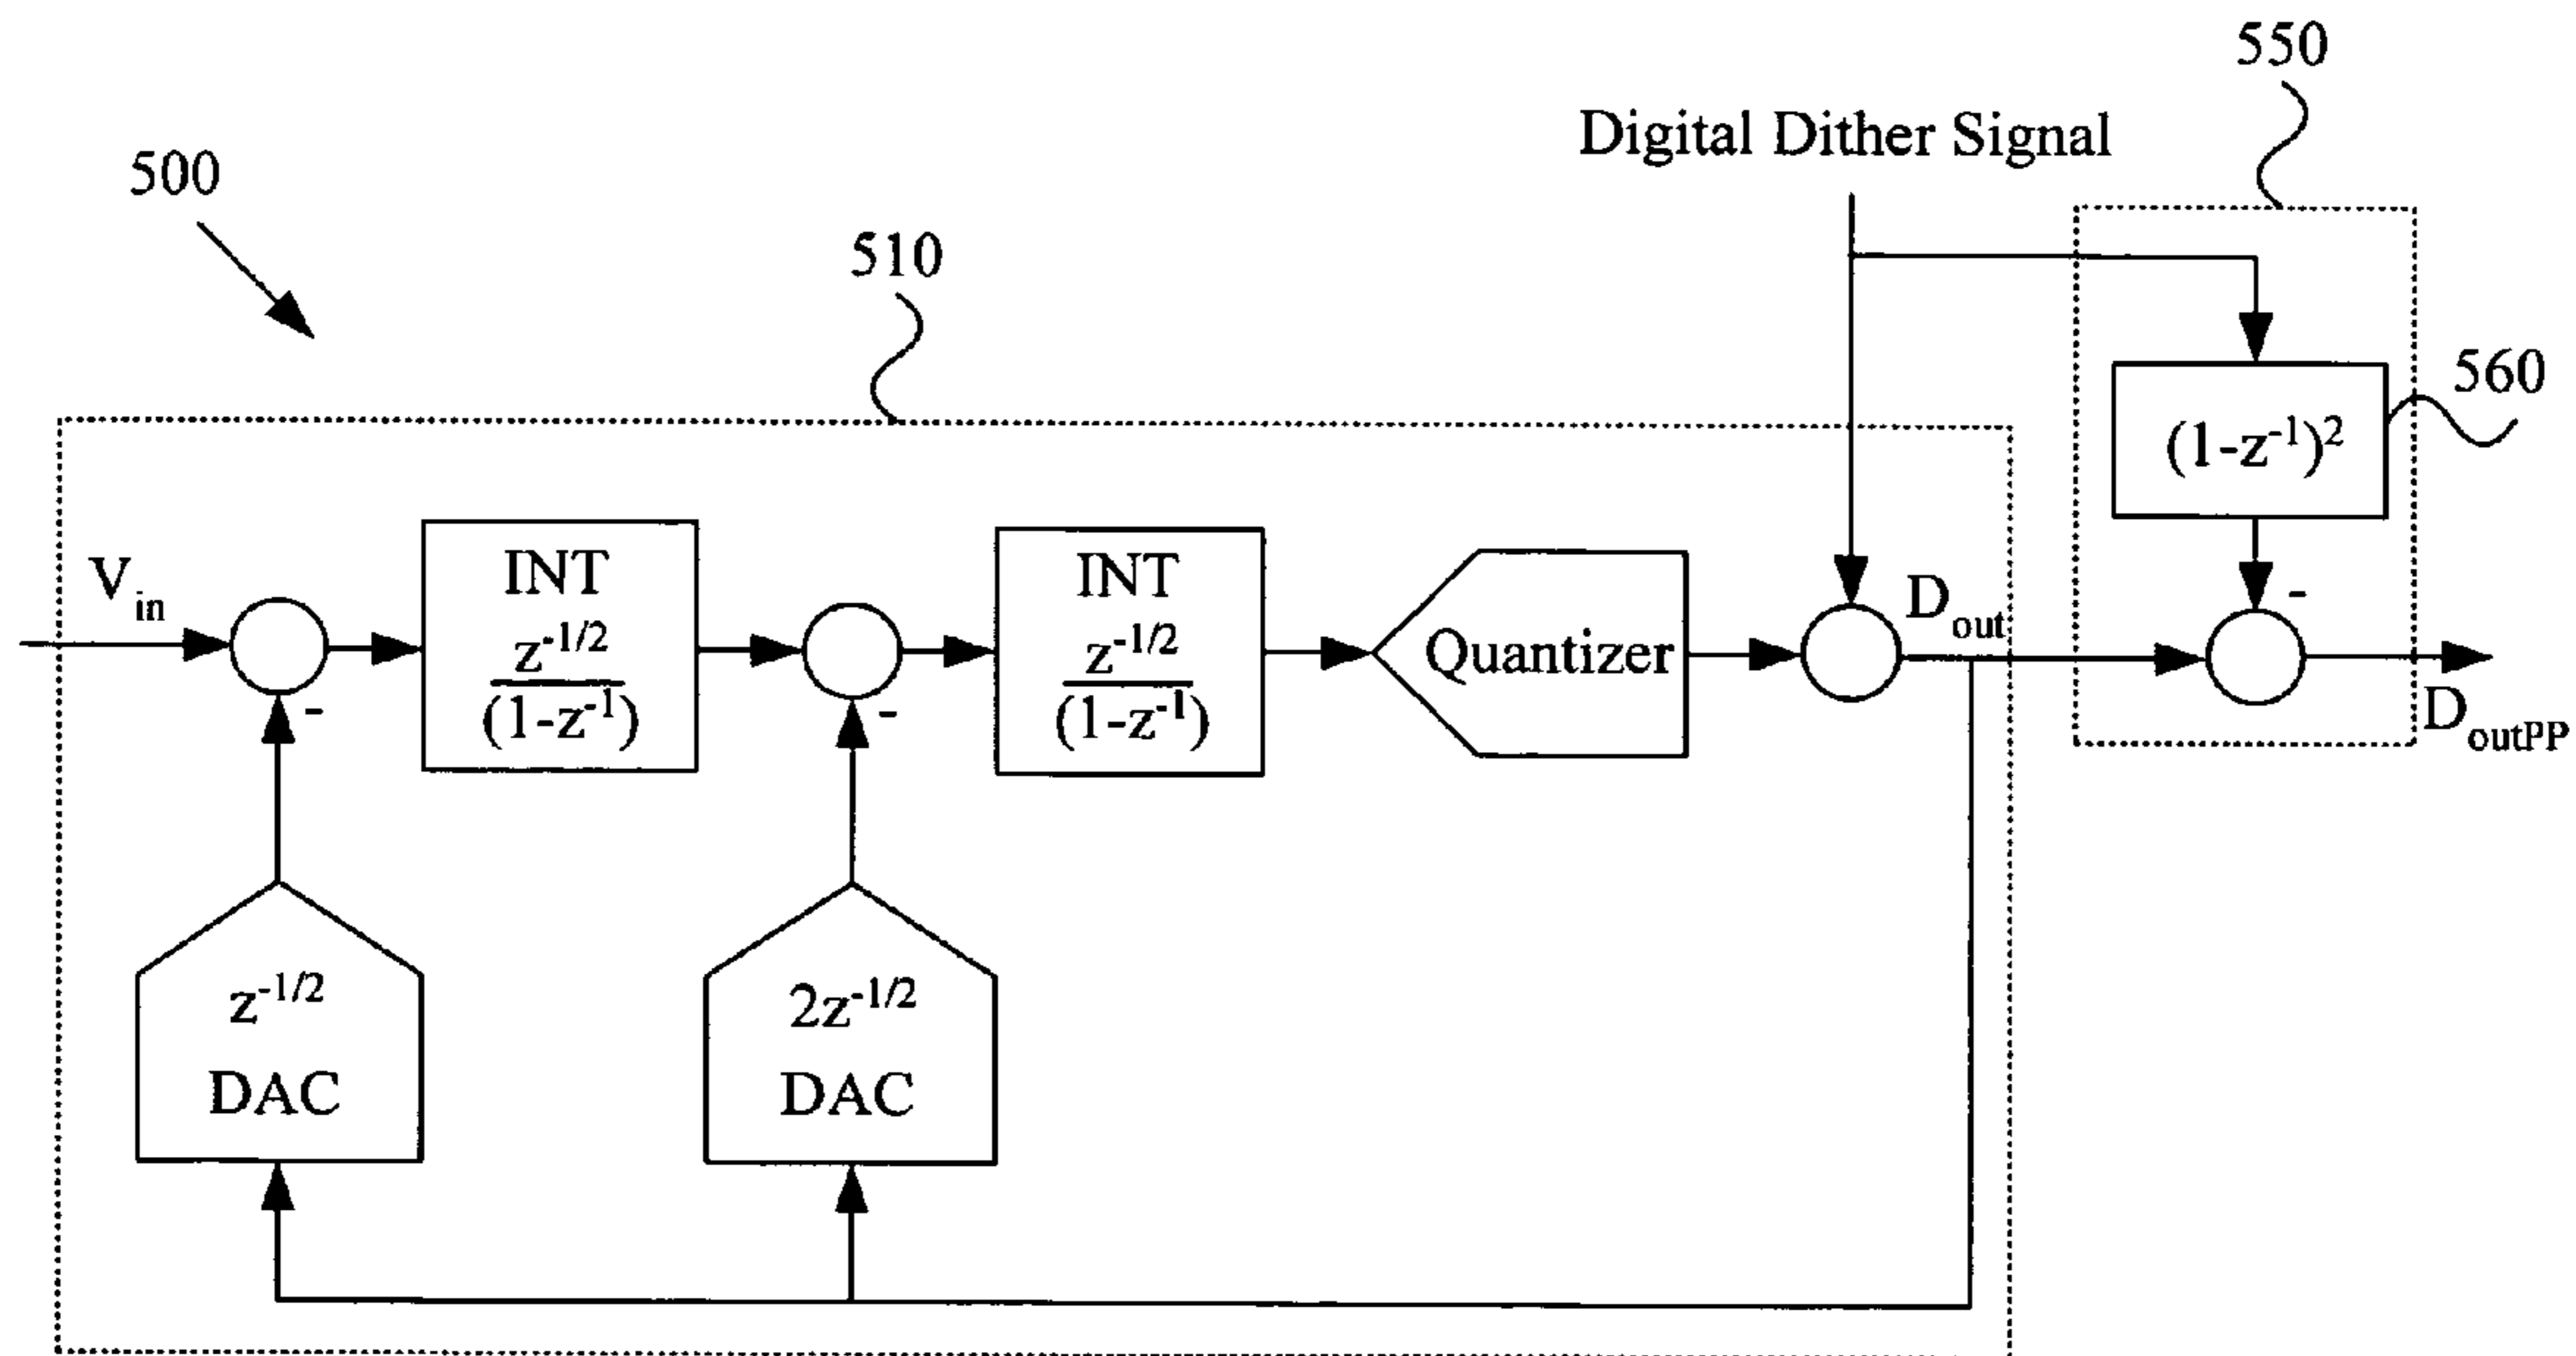 550
Digital Dither Signal
500
510
560
(1-z⁻¹)²
V_in
INT
z⁻¹/²
(1-z⁻¹)
-
INT
z⁻¹/²
(1-z⁻¹)
-
Quantizer
D_out
-
D_outPP
z⁻¹/²
DAC
2z⁻¹/²
DAC